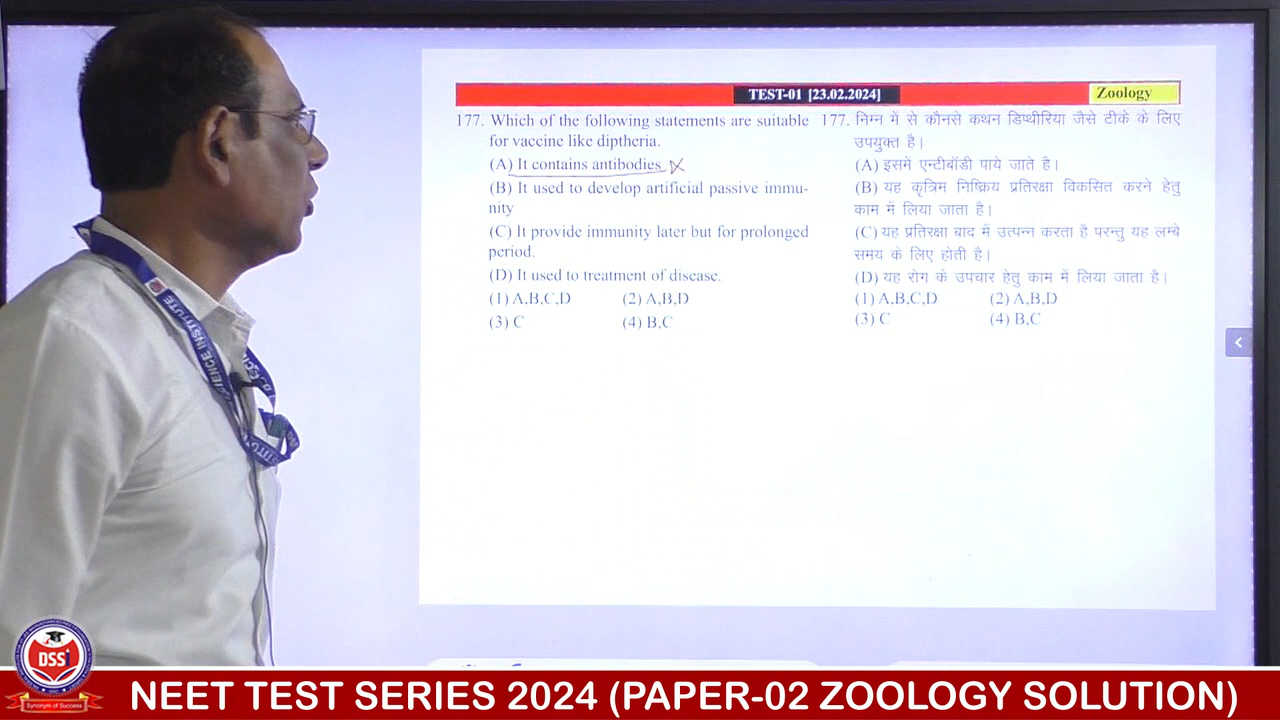 TEST-01 [23.02.2024]
Zoology
177. Which of the following statements are suitable
for vaccine like diptheria.
(A) It contains antibodies
(B) It used to develop artificial passive immu-
nity
(C) It provide immunity later but for prolonged
period.
(D) It used to treatment of disease.
(1) A,B,C,D (2) A,B,D
(3) C (4) B,C
177. निम्न में से कौनसे कथन डिप्थीरिया जैसे टीके के लिए
उपयुक्त है।
(A) इसमें एन्टीबॉडी पाये जाते है।
(B) यह कृत्रिम निष्क्रिय प्रतिरक्षा विकसित करने हेतु
काम में लिया जाता है।
(C) यह प्रतिरक्षा बाद में उत्पन्न करता है परन्तु यह लम्बे
समय के लिए होती है।
(D) यह रोग के उपचार हेतु काम में लिया जाता है।
(1) A,B,C,D (2) A,B,D
(3) C (4) B,C
SCIENCE INSTITUTE
DSSi
Synonym of Success
NEET TEST SERIES 2024 (PAPER-02 ZOOLOGY SOLUTION)